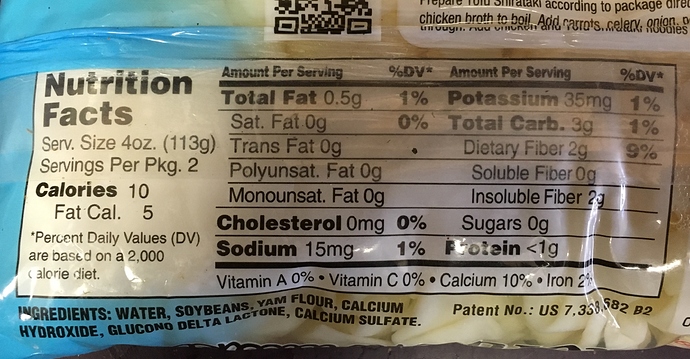 Prepare Tofu Shirataki according to package
chicken broth to boil. Add carrots, celery, onion,
through. Add chicken and
noodles
Nutrition
Facts
Serv. Size 4oz. (113g)
Servings Per Pkg. 2
Calories 10
Fat Cal. 5
*Percent Daily Values (DV)
are based on a 2,000
calorie diet.
Amount Per Serving %DV*
Total Fat 0.5g 1%
Sat. Fat 0g 0%
Trans Fat 0g
Polyunsat. Fat 0g
Monounsat. Fat 0g
Cholesterol 0mg 0%
Sodium 15mg 1%
Amount Per Serving %DV*
Potassium 35mg 1%
Total Carb. 3g 1%
Dietary Fiber 2g 9%
Soluble Fiber 0g
Insoluble Fiber 2g
Sugars 0g
Protein <1g
Vitamin A 0% • Vitamin C 0% • Calcium 10% • Iron 2%
INGREDIENTS: WATER, SOYBEANS, YAM FLOUR, CALCIUM
HYDROXIDE, GLUCONO DELTA LACTONE, CALCIUM SULFATE.
Patent No.: US 7,338,682 B2